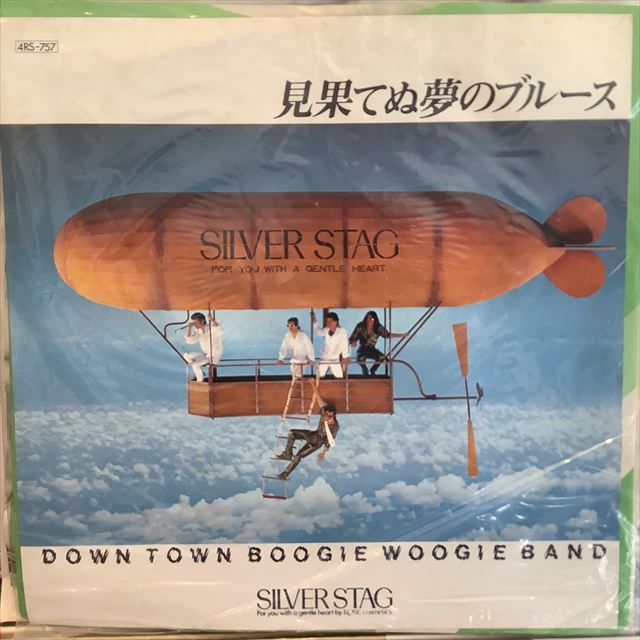 4RS-757
見果てぬ夢のブルース
SILVER STAG
FOR YOU WITH A GENTLE HEART
DOWN TOWN BOOGIE WOOGIE BAND
SILVER STAG
For you with a gentle heart by KOSÉ COSMETICS